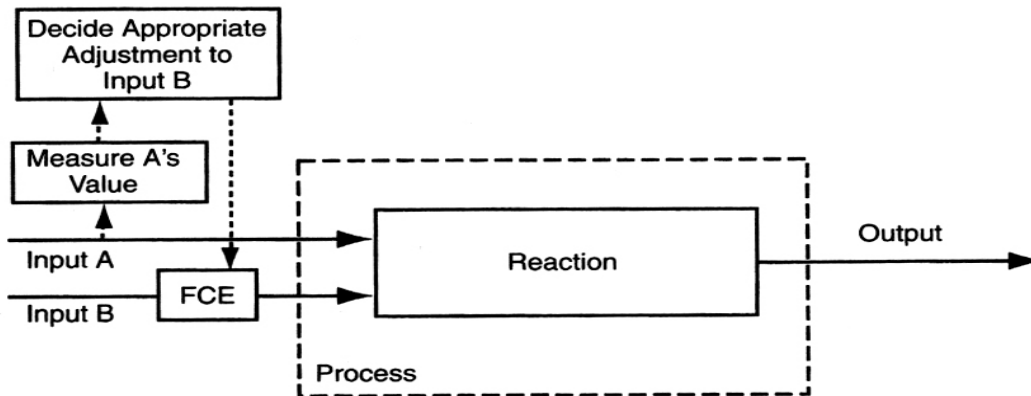 Decide Appropriate
Adjustment to
Input B
Measure A's
Value
Input A
Input B
FCE
Reaction
Output
Process